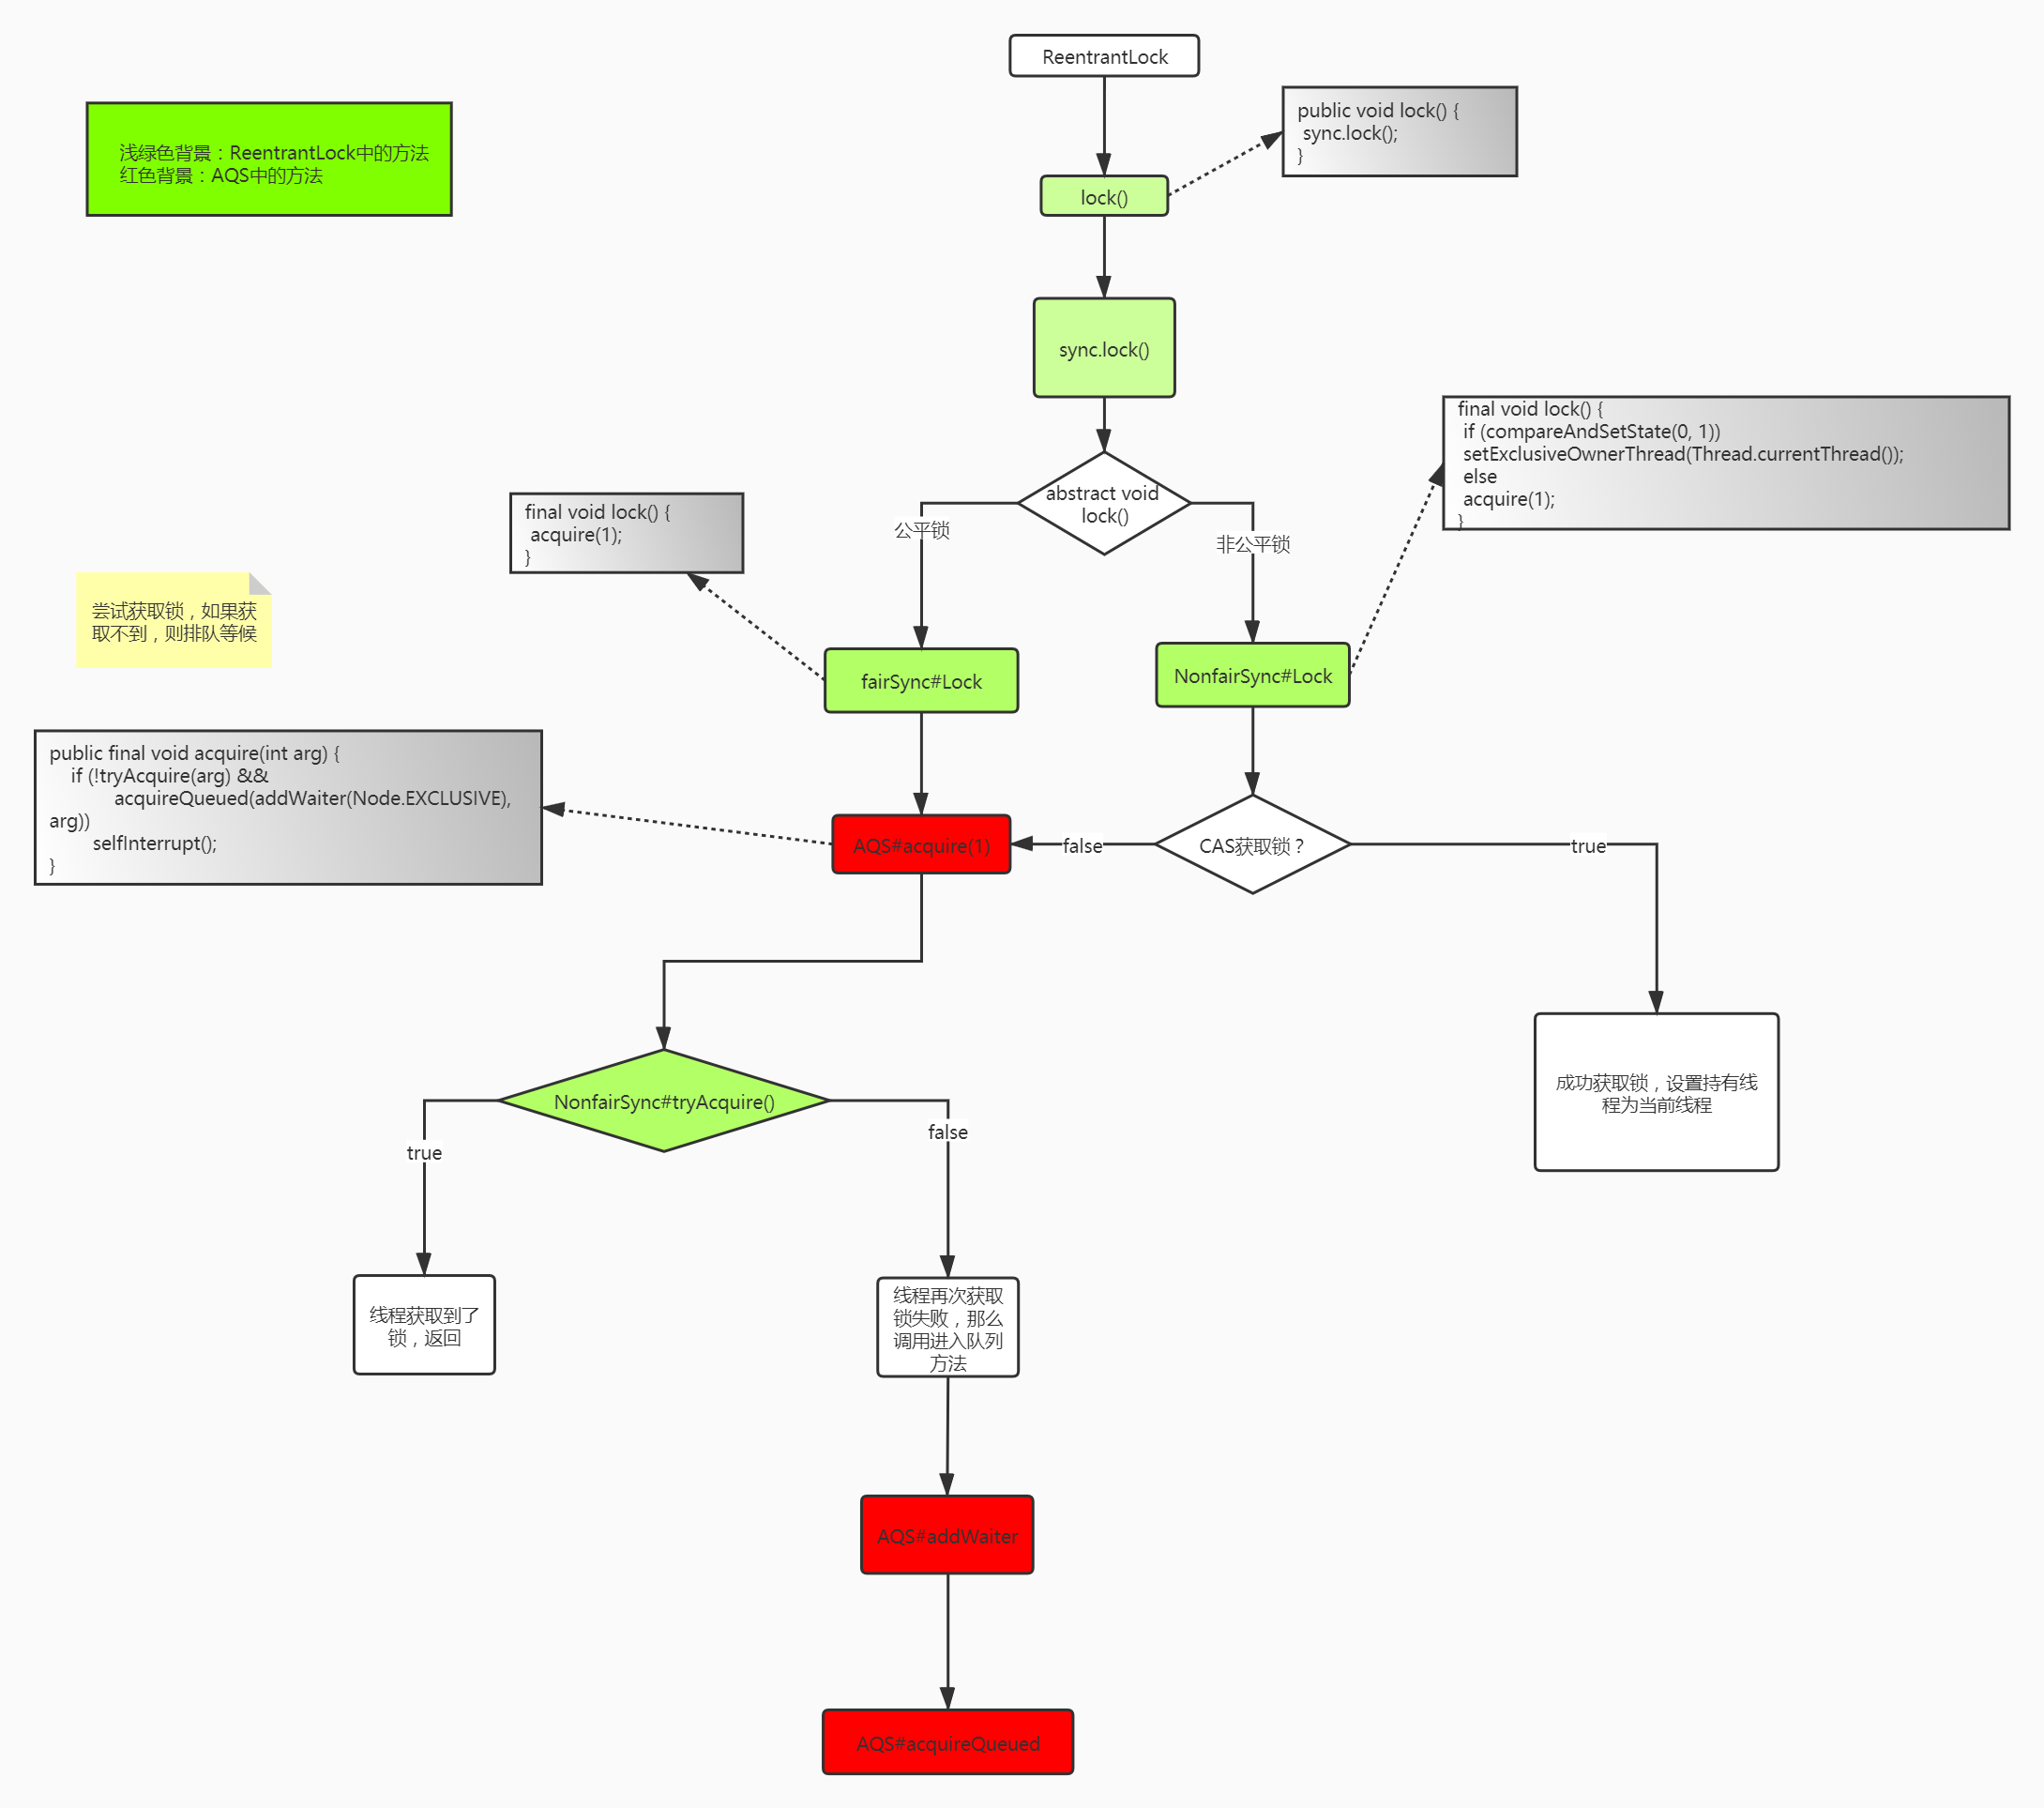 ReentrantLock
public void lock() {
sync.lock();
}
浅绿色背景：ReentrantLock中的方法
红色背景：AQS中的方法
lock()
sync.lock()
final void lock() {
if (compareAndSetState(0, 1))
setExclusiveOwnerThread(Thread.currentThread());
else
acquire(1);
}
abstract void
lock()
final void lock() {
acquire(1);
}
公平锁
非公平锁
尝试获取锁，如果获
取不到，则排队等候
fairSync#Lock
NonfairSync#Lock
public final void acquire(int arg) {
if (!tryAcquire(arg) &&
acquireQueued(addWaiter(Node.EXCLUSIVE),
arg))
selfInterrupt();
}
AQS#acquire(1)
false
CAS获取锁？
true
成功获取锁，设置持有线
程为当前线程
NonfairSync#tryAcquire()
true
false
线程获取到了
锁，返回
线程再次获取
锁失败，那么
调用进入队列
方法
AQS#addWaiter
AQS#acquireQueued